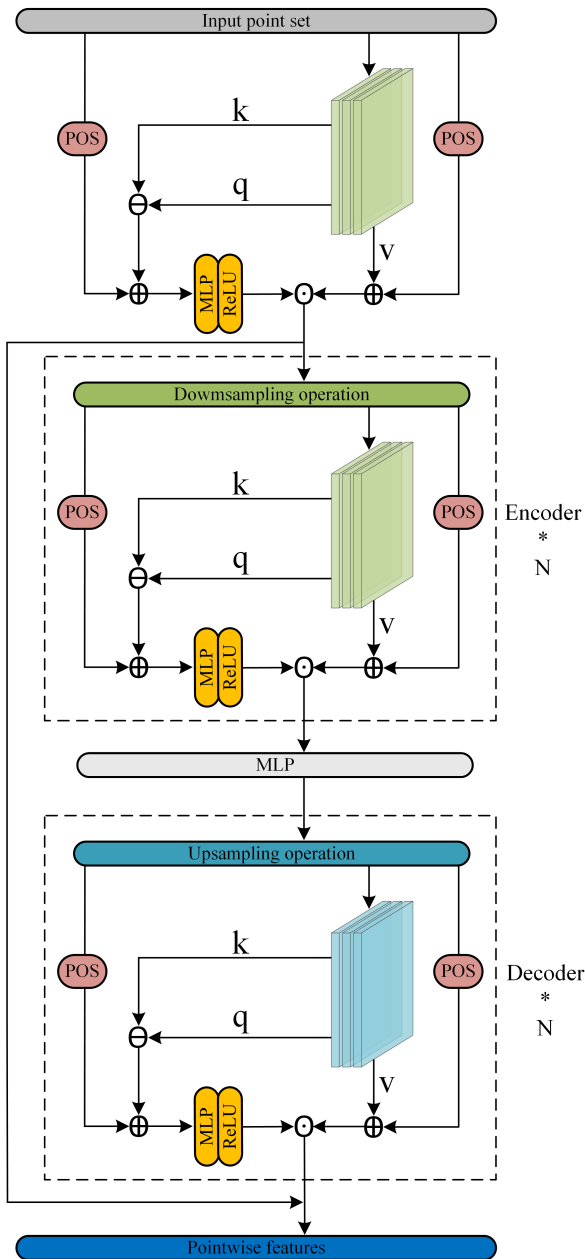 Input point set
k
POS
POS
q
v
MLP
ReLU
Dowmsampling operation
k
POS
POS
Encoder
*
N
q
v
MLP
ReLU
MLP
Upsampling operation
k
POS
POS
Decoder
*
N
q
v
MLP
ReLU
Pointwise features